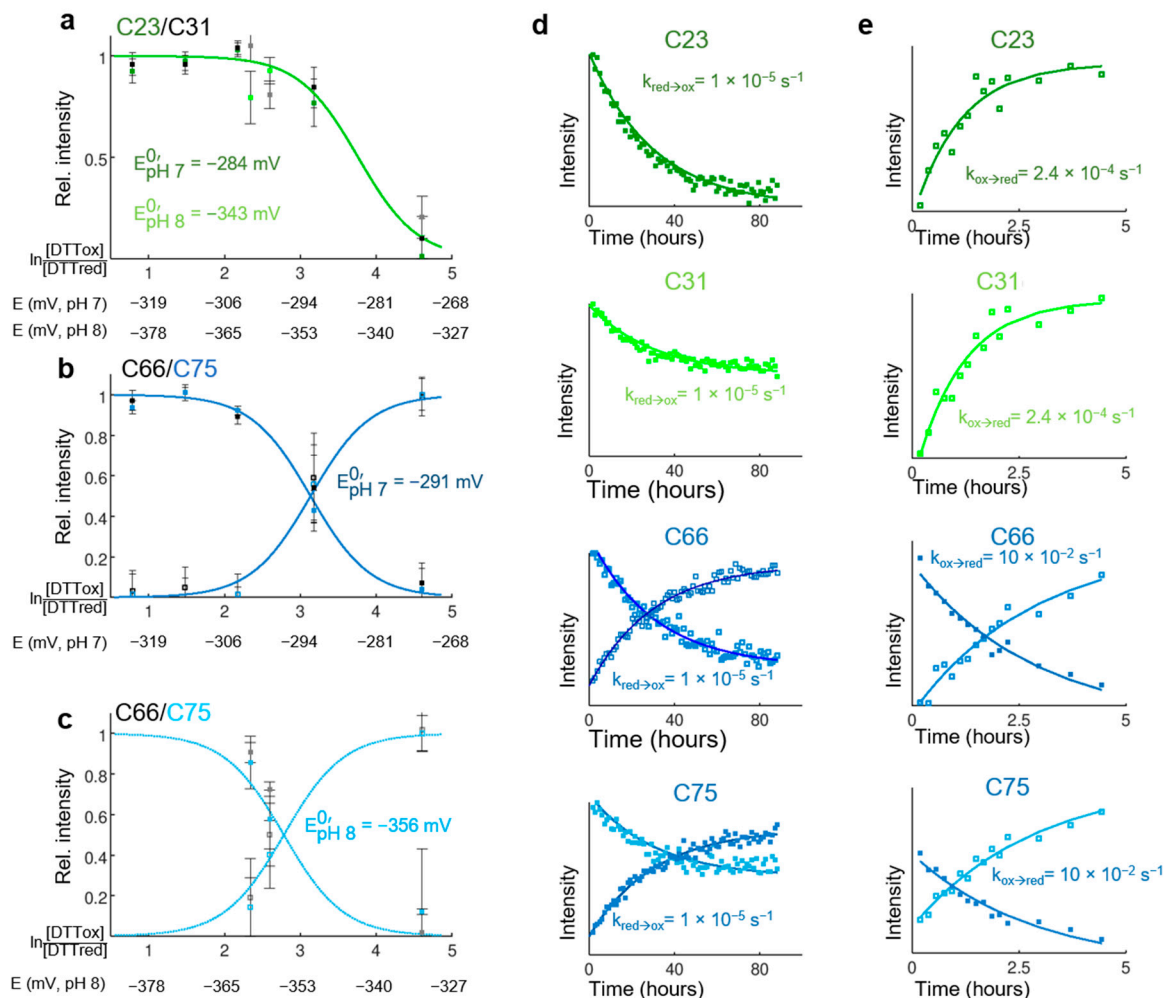 a
C23/C31
Rel. intensity
1
0.5
E0,pH 7 = −284 mV
E0,pH 8 = −343 mV
ln[DTTox]/[DTTred]
1 2 3 4 5
E (mV, pH 7) −319 −306 −294 −281 −268
E (mV, pH 8) −378 −365 −353 −340 −327
b
C66/C75
Rel. intensity
1
0.8
0.6
0.4
0.2
E0,pH 7 = −291 mV
ln[DTTox]/[DTTred]
1 2 3 4 5
E (mV, pH 7) −319 −306 −294 −281 −268
c
C66/C75
Rel. intensity
1
0.8
0.6
0.4
0.2
E0,pH 8 = −356 mV
ln[DTTox]/[DTTred]
1 2 3 4 5
E (mV, pH 8) −378 −365 −353 −340 −327
d
C23
kred→ox= 1 × 10−5 s−1
Intensity
0 40 80
Time (hours)
C31
kred→ox= 1 × 10−5 s−1
Intensity
0 40 80
Time (hours)
C66
kred→ox= 1 × 10−5 s−1
Intensity
0 40 80
Time (hours)
C75
kred→ox= 1 × 10−5 s−1
Intensity
0 40 80
Time (hours)
e
C23
kox→red= 2.4 × 10−4 s−1
Intensity
0 2.5 5
Time (hours)
C31
kox→red= 2.4 × 10−4 s−1
Intensity
0 2.5 5
Time (hours)
C66
kox→red= 10 × 10−2 s−1
Intensity
0 2.5 5
Time (hours)
C75
kox→red= 10 × 10−2 s−1
Intensity
0 2.5 5
Time (hours)